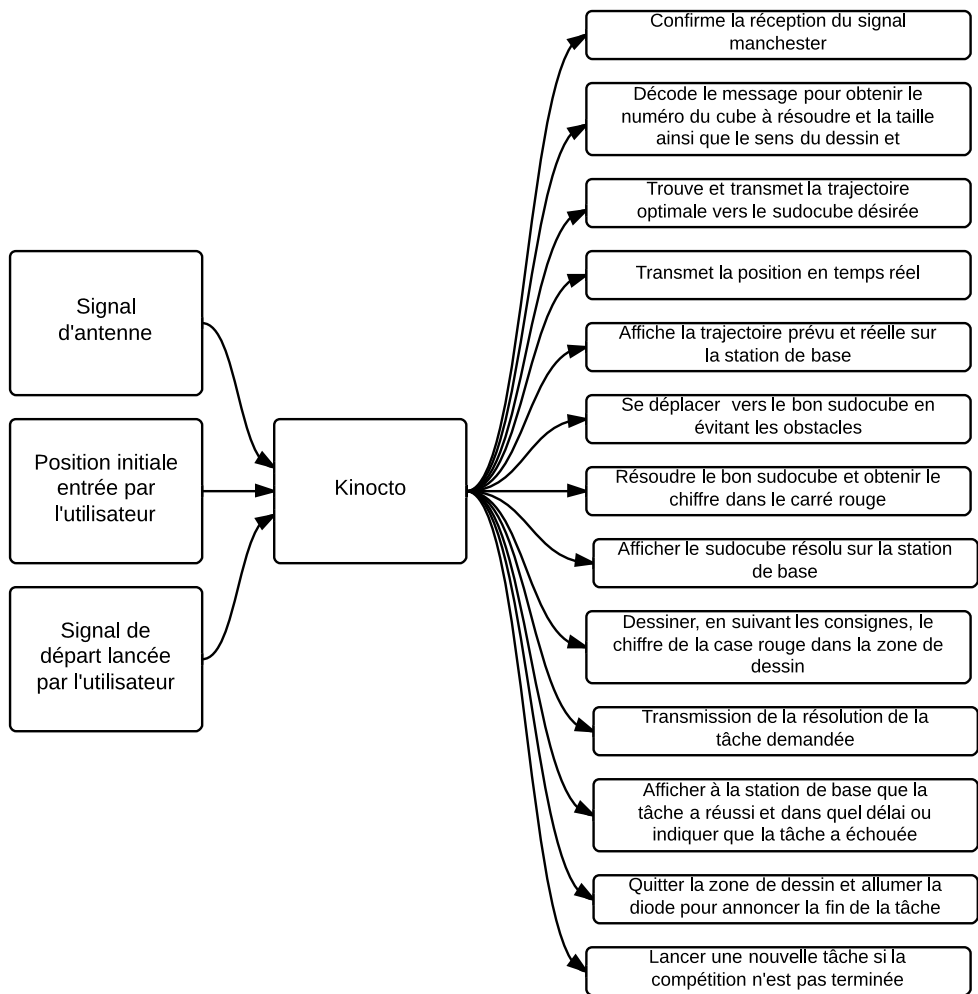 Signal
d'antenne
Position initiale
entrée par
l'utilisateur
Signal de
départ lancée
par l'utilisateur
Kinocto
Confirme la réception du signal
manchester
Décode le message pour obtenir le
numéro du cube à résoudre et la taille
ainsi que le sens du dessin et
Trouve et transmet la trajectoire
optimale vers le sudocube désirée
Transmet la position en temps réel
Affiche la trajectoire prévu et réelle sur
la station de base
Se déplacer vers le bon sudocube en
évitant les obstacles
Résoudre le bon sudocube et obtenir le
chiffre dans le carré rouge
Afficher le sudocube résolu sur la station
de base
Dessiner, en suivant les consignes, le
chiffre de la case rouge dans la zone de
dessin
Transmission de la résolution de la
tâche demandée
Afficher à la station de base que la
tâche a réussi et dans quel délai ou
indiquer que la tâche a échouée
Quitter la zone de dessin et allumer la
diode pour annoncer la fin de la tâche
Lancer une nouvelle tâche si la
compétition n'est pas terminée